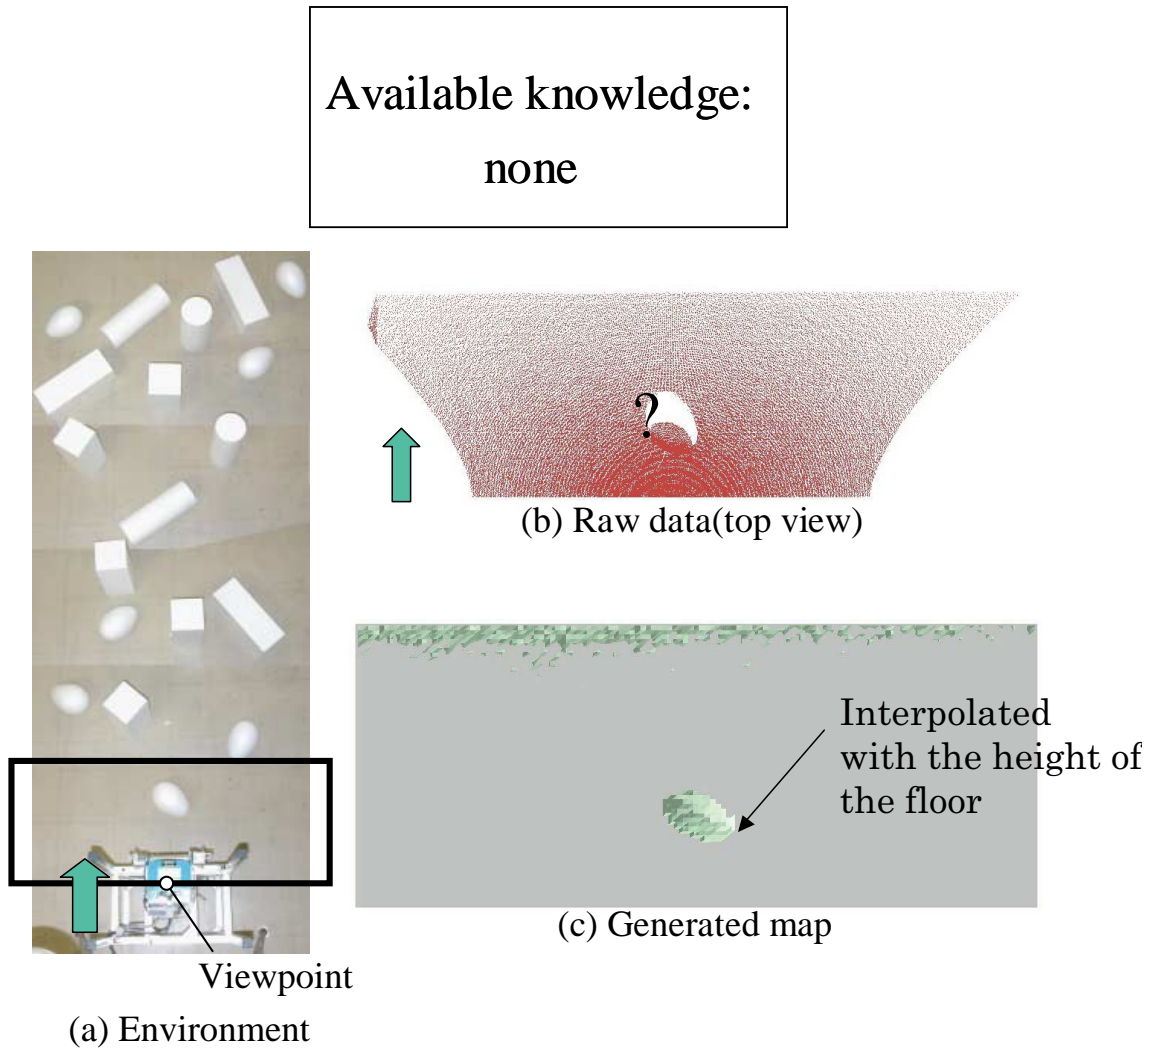 Available knowledge:
none
?
(b) Raw data(top view)
Interpolated
with the height of
the floor
(c) Generated map
Viewpoint
(a) Environment